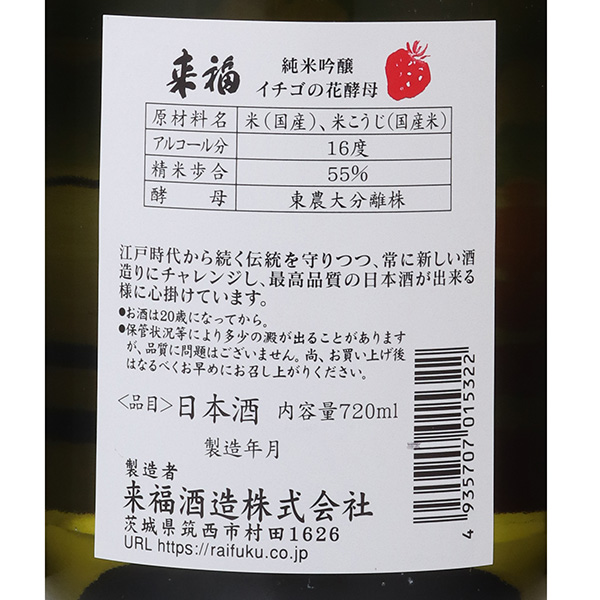 来福
純米吟醸
イチゴの花酵母
原材料名 米(国産)、米こうじ(国産米)
アルコール分 16度
精米歩合 55%
酵母 東農大分離株
江戸時代から続く伝統を守りつつ、常に新しい酒
造りにチャレンジし、最高品質の日本酒が出来る
様に心掛けています。
●お酒は20歳になってから。
●保管状況等により多少の澱が出ることがあります
が、品質に問題はございません。尚、お買い上げ後
はなるべくお早めにお召し上がりください。
〈品目〉日本酒 内容量720ml
製造年月
製造者
来福酒造株式会社
茨城県筑西市村田1626
URL https://raifuku.co.jp
4 935707 015322